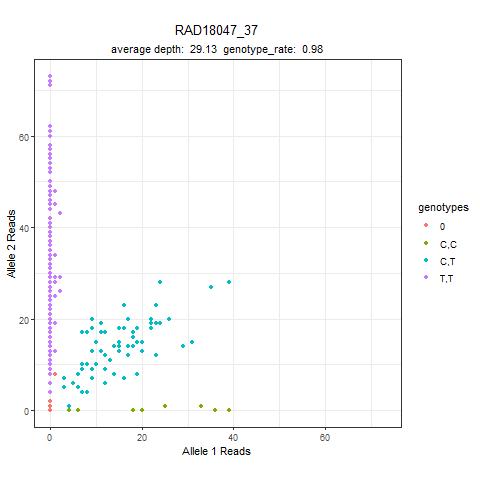 RAD18047_37
average depth: 29.13 genotype_rate: 0.98
Allele 2 Reads
60
40
20
0
0
20
40
60
Allele 1 Reads
genotypes
0
C,C
C,T
T,T